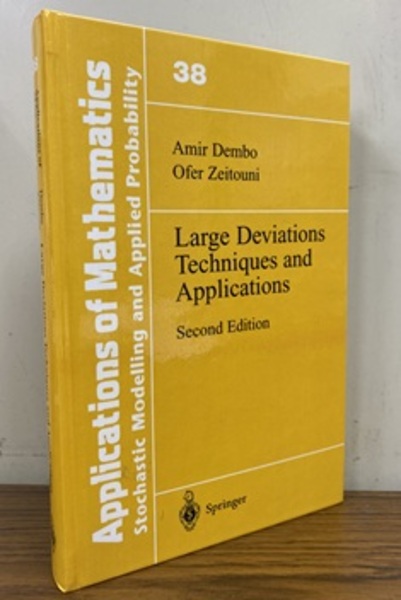 Applications of Mathematics
Stochastic Modelling and Applied Probability
38
Amir Dembo
Ofer Zeitouni
Large Deviations
Techniques and
Applications
Second Edition
Springer